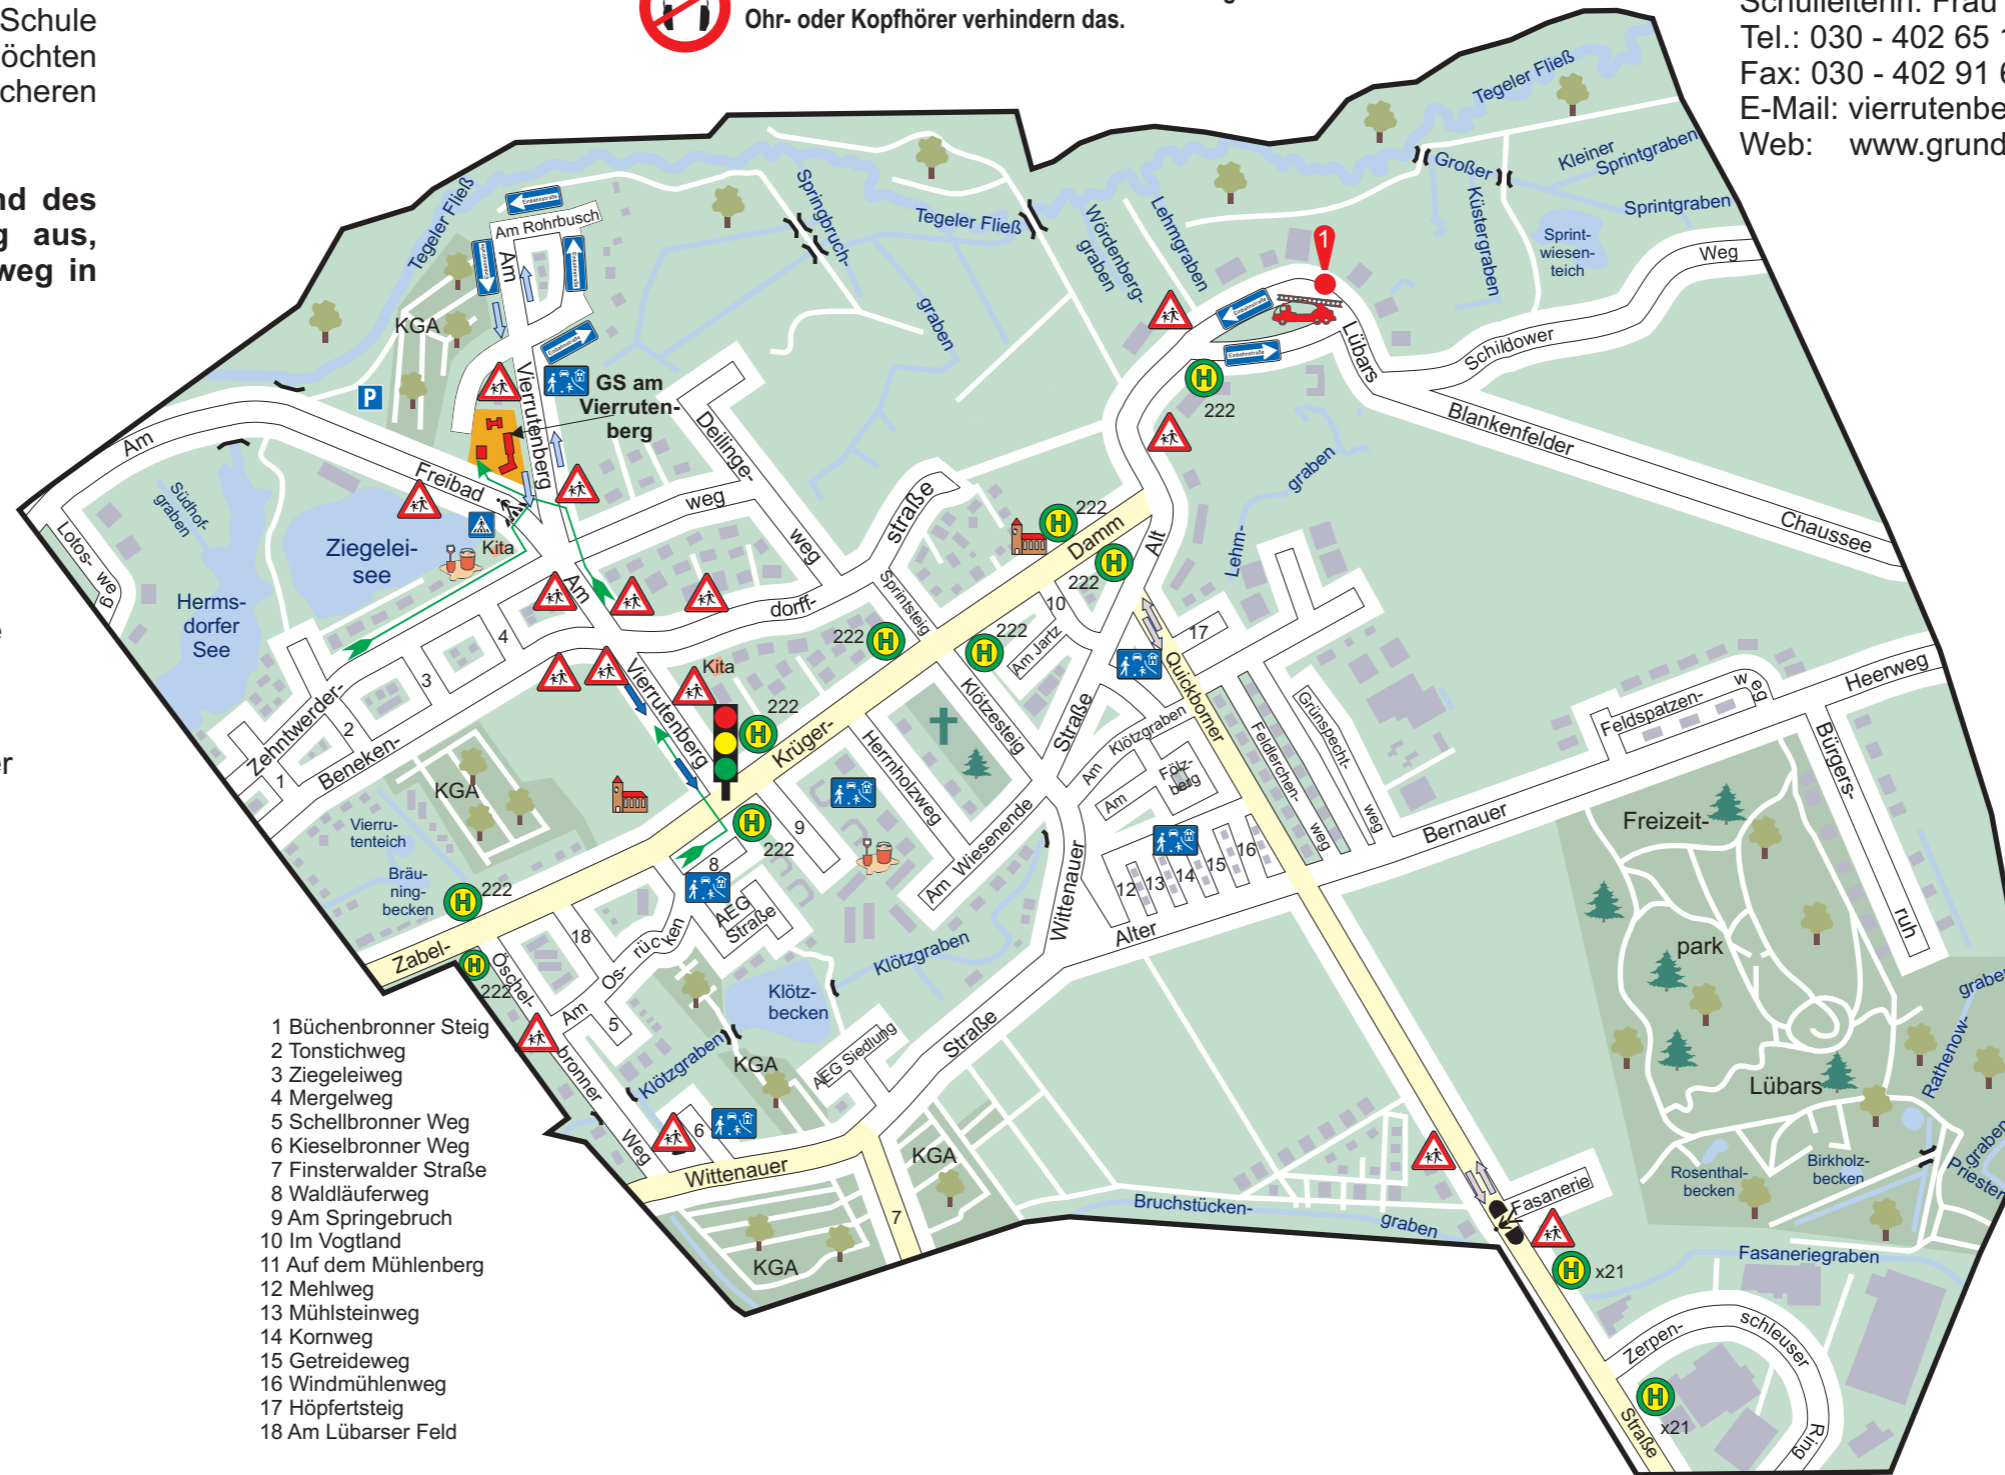 Schule
öchten
cheren
nd des
g aus,
weg in
Ohr- oder Kopfhörer verhindern das.
Schulleiterin: Frau
Tel.: 030 - 402 65 1
Fax: 030 - 402 91 6
E-Mail: vierrutenbe
Web: www.grund
Tegeler Fließ
Großer
Kleiner
Sprintgraben
Küstergraben
Sprintgraben
Sprint-
wiesen-
teich
Weg
Schildower
Tegeler Fließ
Einbahnstraße
Am Rohrbusch
Am
Einbahnstraße
Einbahnstraße
Springbruch-
graben
Tegeler Fließ
Wördenberg-
graben
Lehmgraben
1
Einbahnstraße
Einbahnstraße
Lübars
H
222
Blankenfelder
Chaussee
KGA
P
Vierrutenberg
GS am
Vierruten-
berg
Deilinge-
weg
weg
Am
Freibad
Südhof-
graben
Lotos-
weg
Ziegelei-
see
Kita
Herms-
dorfer
See
straße
dorff-
Sprintsteig
H
222
Damm
H
222
Alt
Lehm-
graben
Am
4
3
2
1
Zehntwerder-
Beneken-
Vierrutenberg
Kita
222
H
H
222
10
Am Jartz
17
Quickborner
H
222
Krüger-
Klötzesteig
Straße
Am
Klötzgraben
Am
Fölz-
berg
Feldlerchen-
weg
Grünspecht-
weg
Feldspatzen-
weg
Heerweg
Bernauer
Bürgers-
ruh
Herrnholzweg
Am Wiesenende
KGA
Vierru-
tenteich
Bräu-
ning-
becken
H
222
H
222
9
8
AEG
Straße
Zabel-
H
222
Öschel-
bronner
Weg
18
Am
Os-
rücken
5
Wittenauer
Alter
12
13
14
15
16
Klötzgraben
Klötz-
becken
Klötzgraben
KGA
AEG Siedlung
Straße
6
Wittenauer
KGA
KGA
7
Freizeit-
park
Lübars
graben
Rathenow-
graben
Priester
Rosenthal-
becken
Birkholz-
becken
Bruchstücken-
graben
Fasanerie
Fasaneriegraben
H
x21
Zerpen-
schleuser
Ring
H
x21
Straße
1 Büchenbronner Steig
2 Tonstichweg
3 Ziegeleiweg
4 Mergelweg
5 Schellbronner Weg
6 Kieselbronner Weg
7 Finsterwalder Straße
8 Waldläuferweg
9 Am Springebruch
10 Im Vogtland
11 Auf dem Mühlenberg
12 Mehlweg
13 Mühlsteinweg
14 Kornweg
15 Getreideweg
16 Windmühlenweg
17 Höpfertsteig
18 Am Lübarser Feld